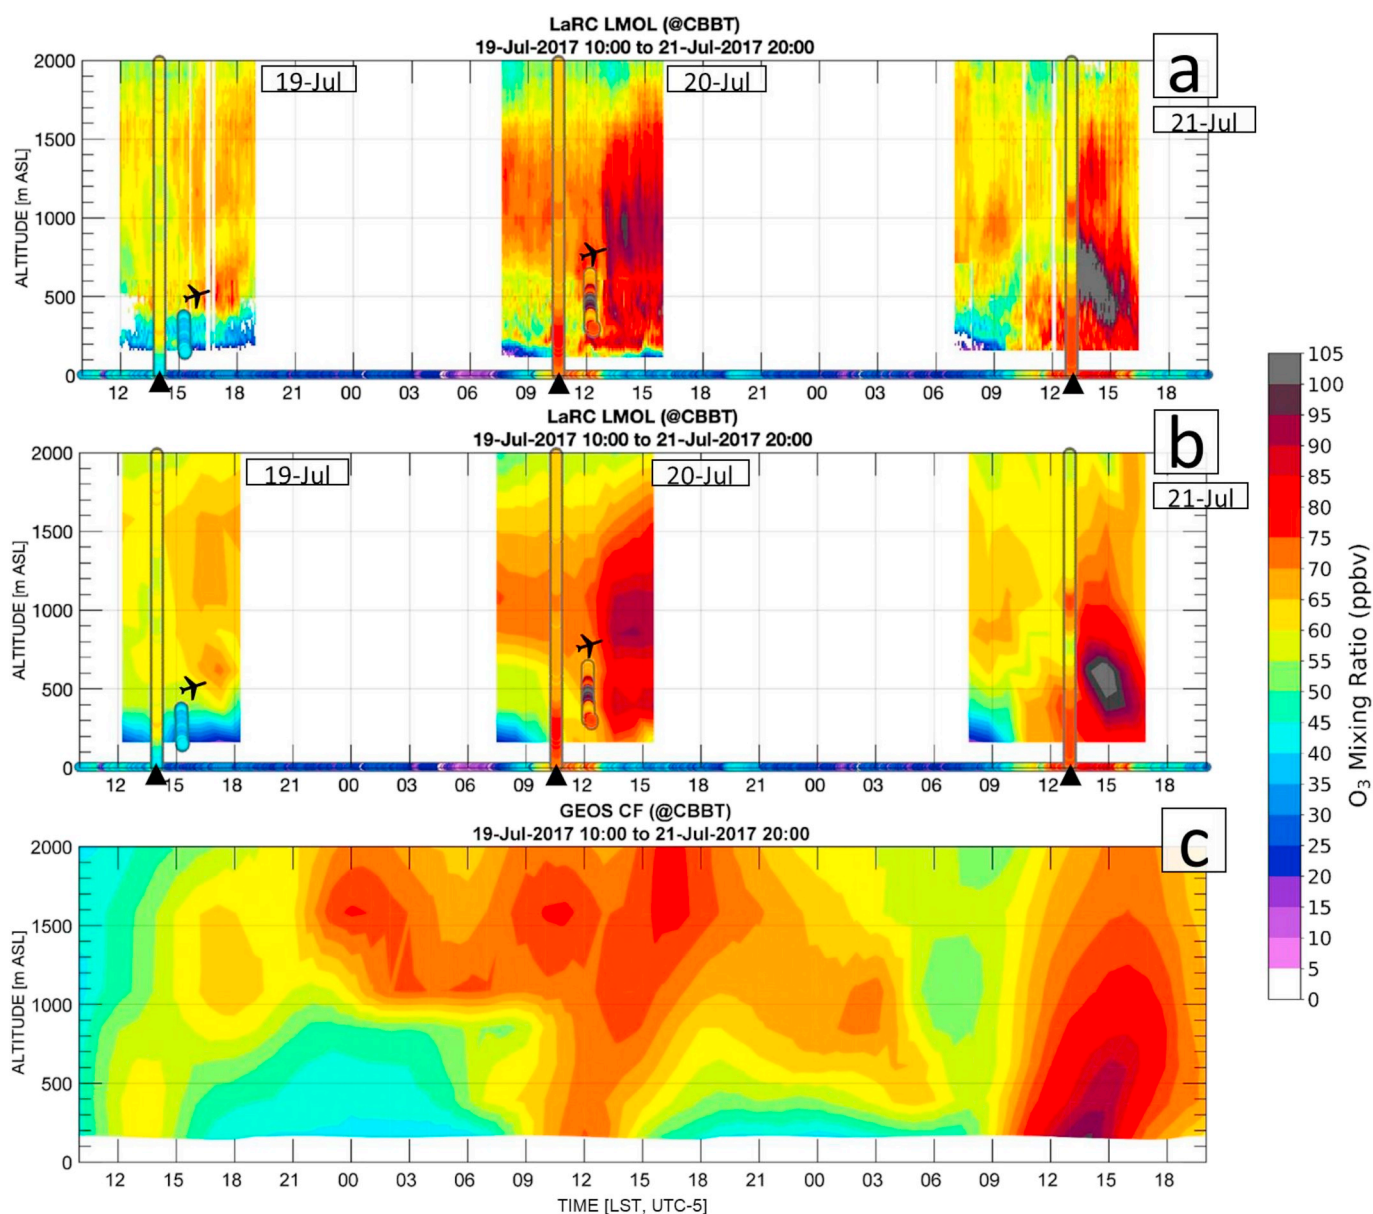 LaRC LMOL (@CBBT)
19-Jul-2017 10:00 to 21-Jul-2017 20:00
a
19-Jul
20-Jul
21-Jul
2000
1500
1000
500
0
ALTITUDE [m ASL]
12 15 18 21 00 03 06 09 12 15 18 21 00 03 06 09 12 15 18
LaRC LMOL (@CBBT)
19-Jul-2017 10:00 to 21-Jul-2017 20:00
b
19-Jul
20-Jul
21-Jul
2000
1500
1000
500
0
ALTITUDE [m ASL]
12 15 18 21 00 03 06 09 12 15 18 21 00 03 06 09 12 15 18
GEOS CF (@CBBT)
19-Jul-2017 10:00 to 21-Jul-2017 20:00
c
2000
1500
1000
500
0
ALTITUDE [m ASL]
12 15 18 21 00 03 06 09 12 15 18 21 00 03 06 09 12 15 18
TIME [LST, UTC-5]
105
100
95
90
85
80
75
70
65
60
55
50
45
40
35
30
25
20
15
10
5
0
O₃ Mixing Ratio (ppbv)